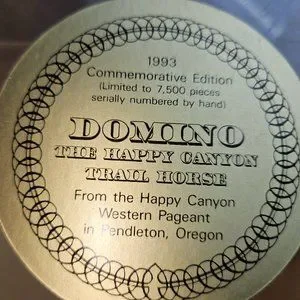 1993
Commemorative Edition
(Limited to 7,500 pieces
serially numbered by hand)
DOMINO
THE HAPPY CANYON
TRAIL HORSE
From the Happy Canyon
Western Pageant
in Pendleton, Oregon